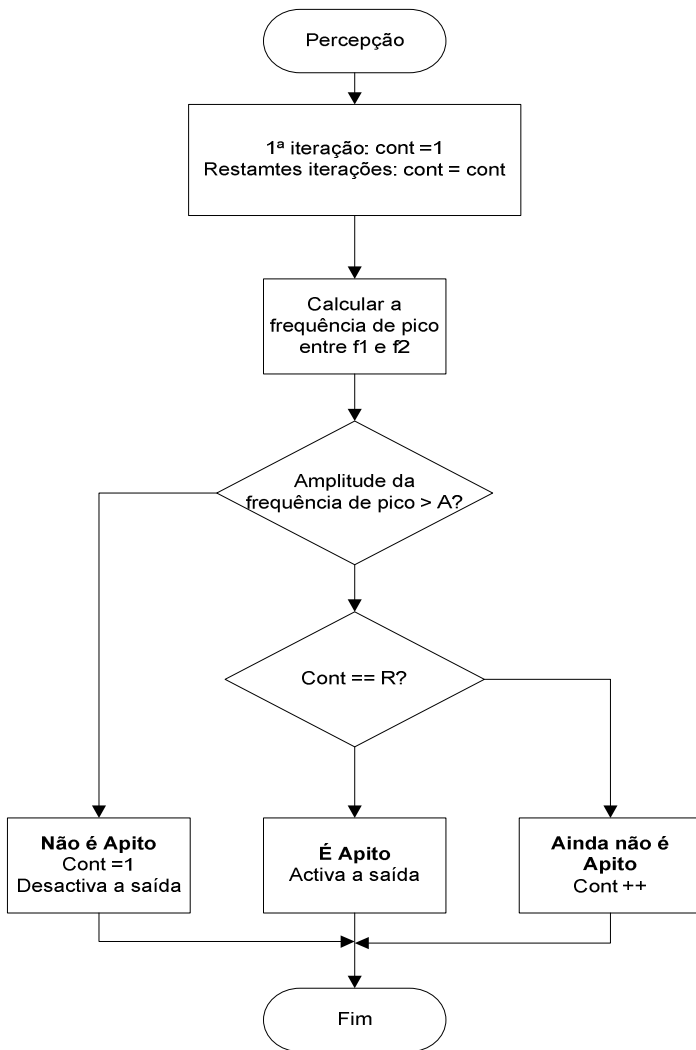 Percepção
1ª iteração: cont =1
Restamtes iterações: cont = cont
Calcular a
frequência de pico
entre f1 e f2
Amplitude da
frequência de pico > A?
Cont == R?
Não é Apito
Cont =1
Desactiva a saída
É Apito
Activa a saída
Ainda não é
Apito
Cont ++
Fim